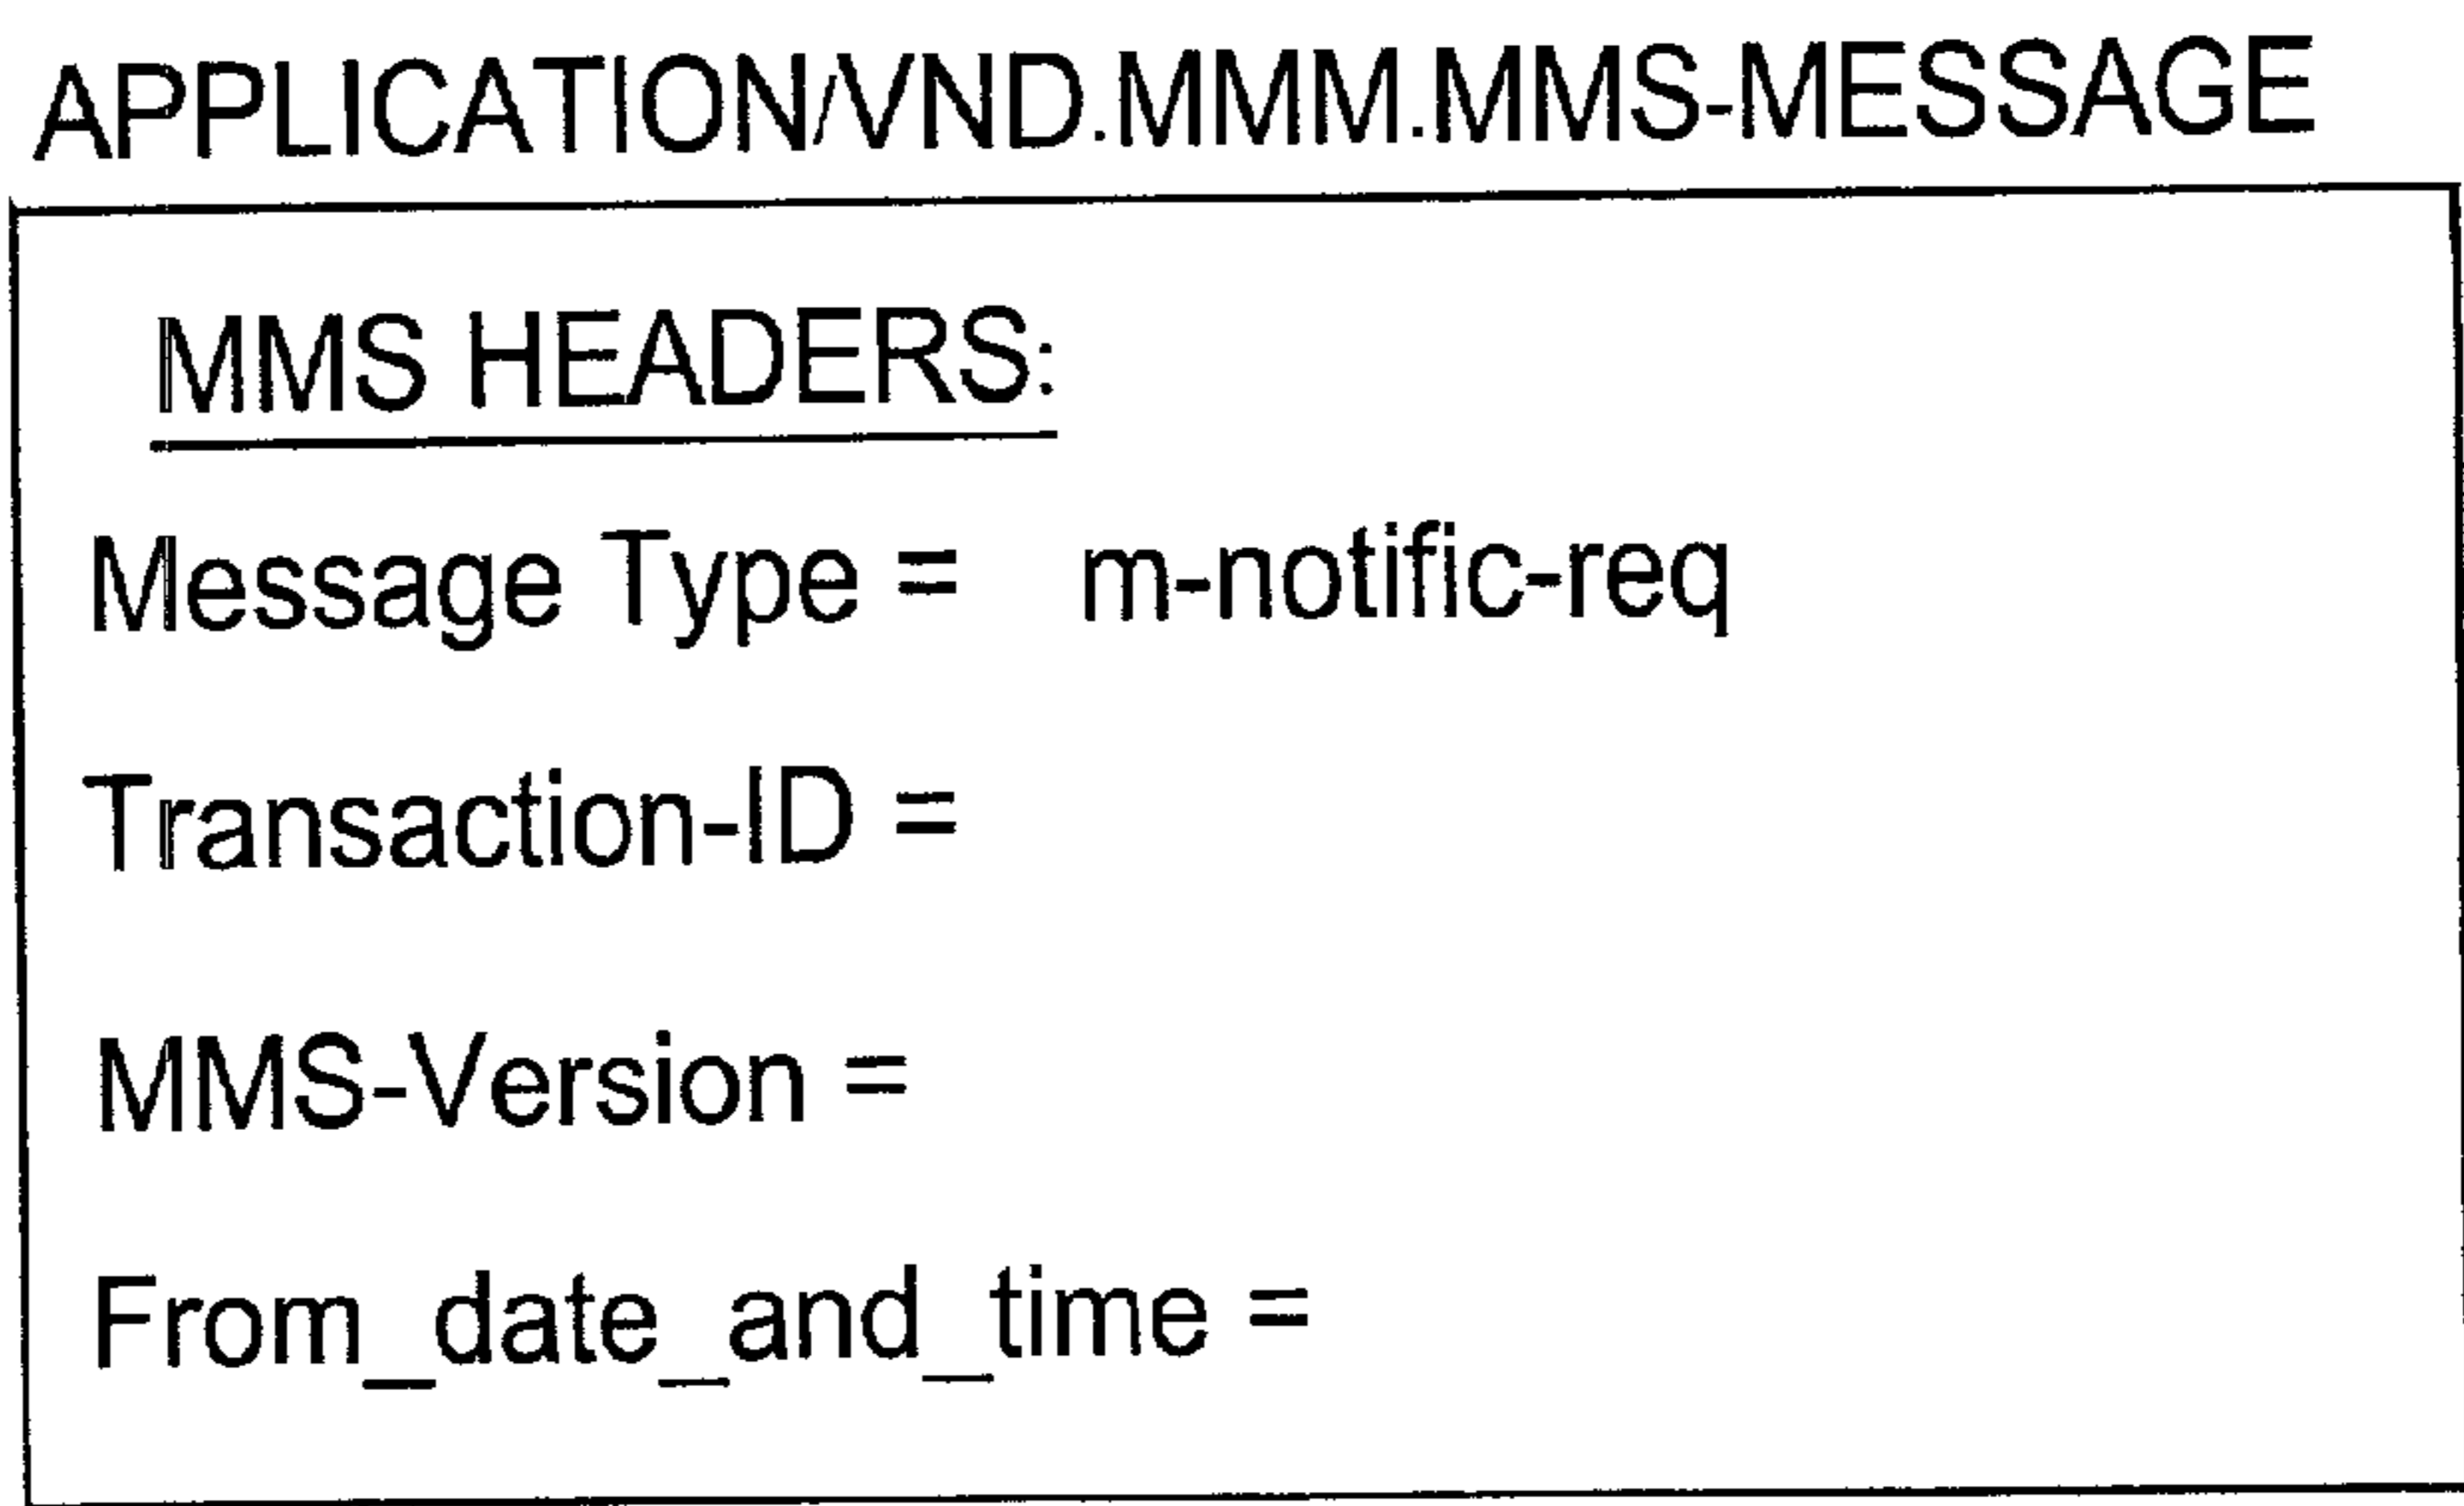 APPLICATION/VND.MMM.MMS-MESSAGE
MMS HEADERS:
Message Type = m-notific-req
Transaction-ID =
MMS-Version =
From_date_and_time =